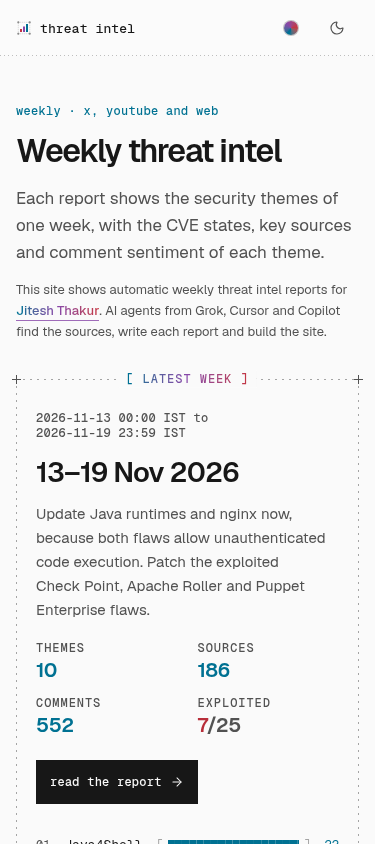 threat intel
weekly · x, youtube and web
Weekly threat intel
Each report shows the security themes of
one week, with the CVE states, key sources
and comment sentiment of each theme.
This site shows automatic weekly threat intel reports for
Jitesh Thakur. AI agents from Grok, Cursor and Copilot
find the sources, write each report and build the site.
[ LATEST WEEK ]
2026-11-13 00:00 IST to
2026-11-19 23:59 IST
13–19 Nov 2026
Update Java runtimes and nginx now,
because both flaws allow unauthenticated
code execution. Patch the exploited
Check Point, Apache Roller and Puppet
Enterprise flaws.
THEMES SOURCES
10 186
COMMENTS EXPLOITED
552 7/25
read the report →